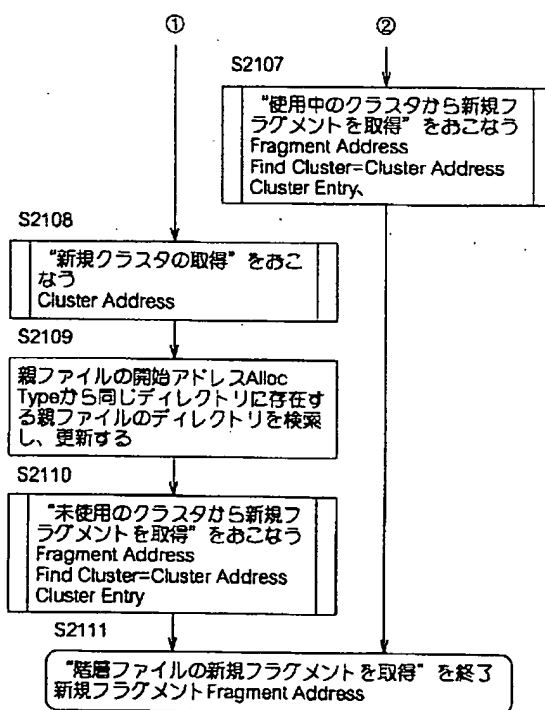 ①
②
S2107
“使用中のクラスタから新規フ
ラグメントを取得”をおこなう
Fragment Address
Find Cluster=Cluster Address
Cluster Entry、
S2108
“新規クラスタの取得”をおこ
なう
Cluster Address
S2109
親ファイルの開始アドレスAlloc
Typeから同じディレクトリに存在す
る親ファイルのディレクトリを検索
し、更新する
S2110
“未使用のクラスタから新規フ
ラグメントを取得”をおこなう
Fragment Address
Find Cluster=Cluster Address
Cluster Entry
S2111
“階層ファイルの新規フラグメントを取得”を終了
新規フラグメントFragment Address